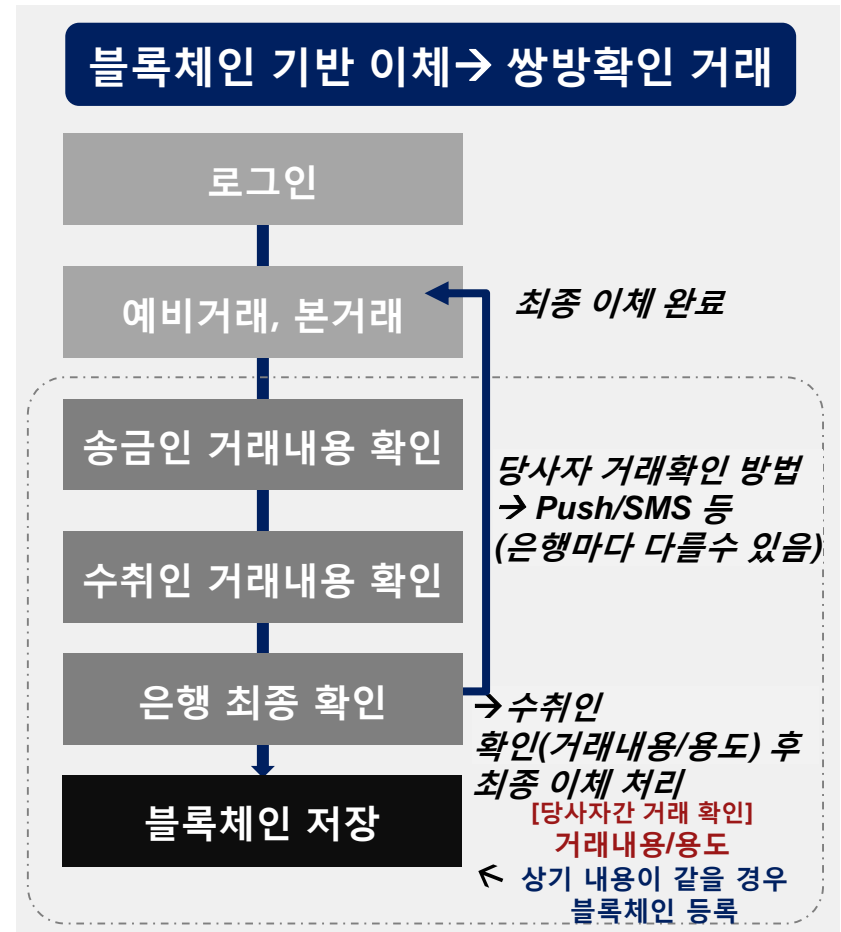 블록체인 기반 이체→ 쌍방확인 거래
로그인
예비거래, 본거래
최종 이체 완료
송금인 거래내용 확인
당사자 거래확인 방법
→ Push/SMS 등
(은행마다 다를수 있음)
수취인 거래내용 확인
은행 최종 확인
→수취인
확인(거래내용/용도) 후
최종 이체 처리
블록체인 저장
[당사자간 거래 확인]
거래내용/용도
← 상기 내용이 같을 경우
블록체인 등록